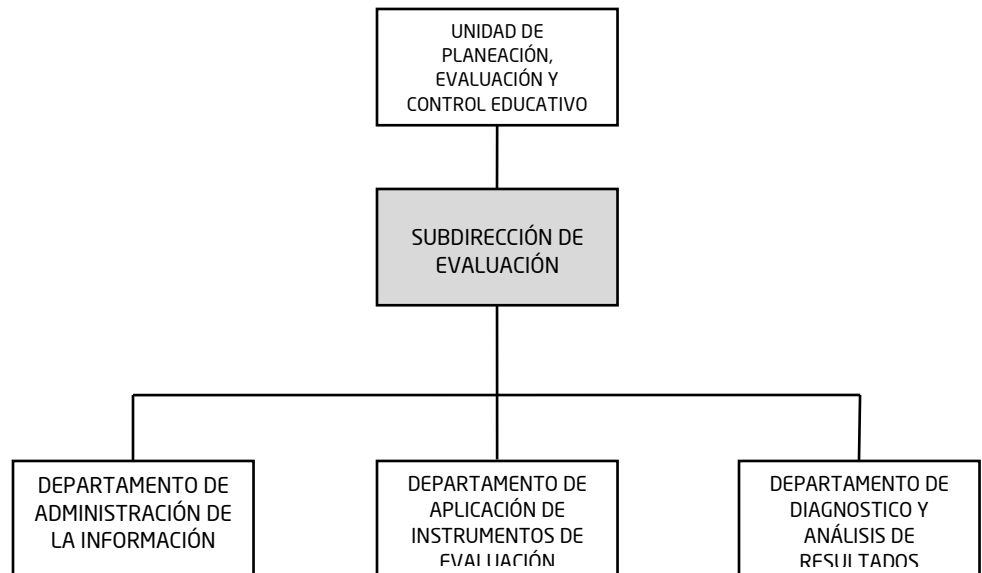 UNIDAD DE
PLANEACIÓN,
EVALUACIÓN Y
CONTROL EDUCATIVO
SUBDIRECCIÓN DE
EVALUACIÓN
DEPARTAMENTO DE
ADMINISTRACIÓN DE
LA INFORMACIÓN
DEPARTAMENTO DE
APLICACIÓN DE
INSTRUMENTOS DE
EVALUACIÓN
DEPARTAMENTO DE
DIAGNOSTICO Y
ANÁLISIS DE
RESULTADOS